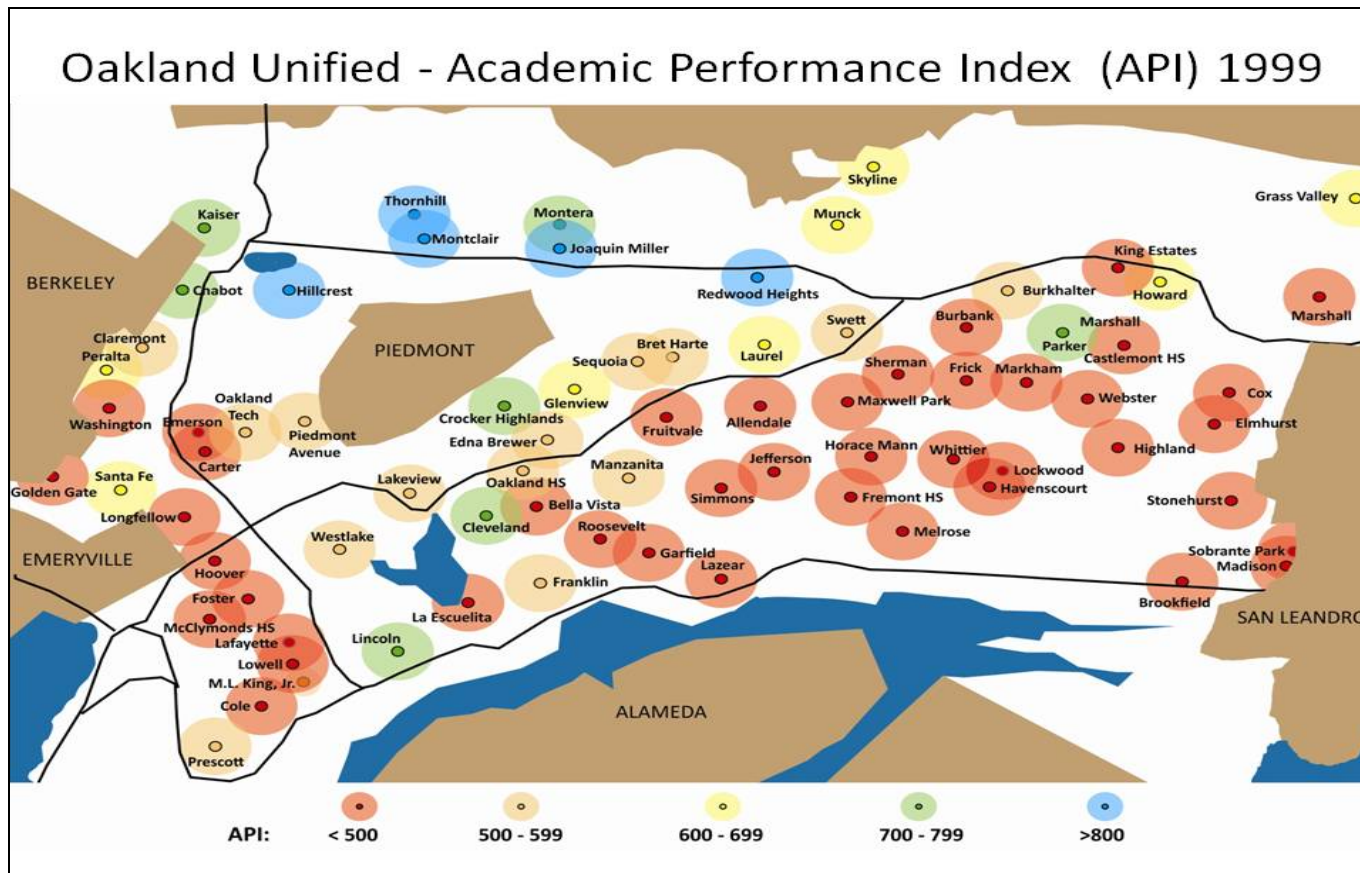 Oakland Unified - Academic Performance Index (API) 1999
Skyline
Thornhill
Grass Valley
Kaiser
Montera
Munck
Montclair
Joaquin Miller
King Estates
BERKELEY
Chabot
Hillcrest
Redwood Heights
Burkhalter
Howard
Marshall
Claremont
Peralta
PIEDMONT
Sequoia
Bret Harte
Laurel
Swett
Burbank
Marshall
Parker
Castlemont HS
Sherman
Frick
Markham
Glenview
Maxwell Park
Webster
Cox
Washington
Emerson
Oakland
Tech
Piedmont
Avenue
Crocker Highlands
Fruitvale
Allendale
Elmhurst
Carter
Edna Brewer
Horace Mann
Whittier
Highland
Golden Gate
Santa Fe
Lakeview
Oakland HS
Manzanita
Jefferson
Lockwood
Havenscourt
Simmons
Fremont HS
Stonehurst
Longfellow
Cleveland
Bella Vista
Roosevelt
Melrose
Westlake
Garfield
Sobrante Park
Madison
EMERYVILLE
Hoover
Franklin
Lazear
Brookfield
Foster
McClymonds HS
La Escuelita
SAN LEANDRO
Lafayette
Lincoln
Lowell
M.L. King, Jr.
Cole
ALAMEDA
Prescott
API: < 500 500 - 599 600 - 699 700 - 799 >800